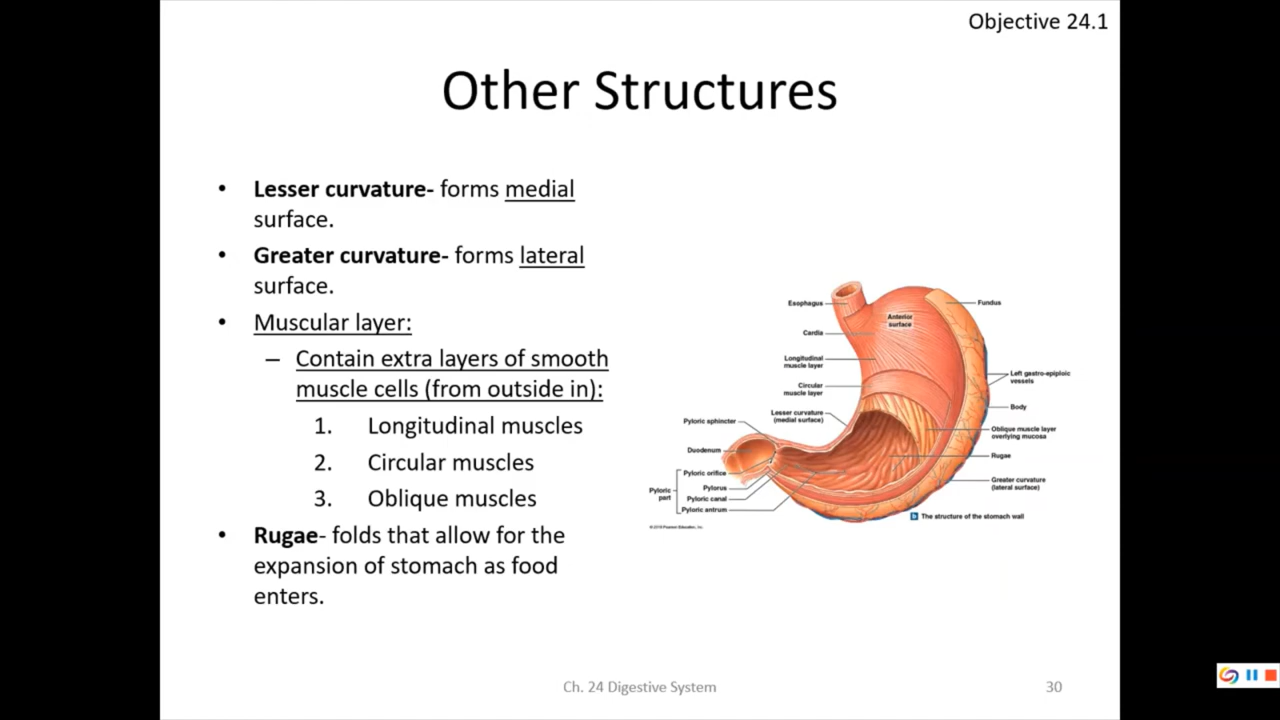 Objective 24.1
Other Structures
• Lesser curvature- forms medial
surface.
• Greater curvature- forms lateral
surface.
• Muscular layer:
– Contain extra layers of smooth
muscle cells (from outside in):
1. Longitudinal muscles
2. Circular muscles
3. Oblique muscles
• Rugae- folds that allow for the
expansion of stomach as food
enters.
Esophagus
Cardia
Longitudinal
muscle layer
Circular
muscle layer
Lesser curvature
(medial surface)
Pyloric sphincter
Duodenum
Pyloric
part
Pyloric orifice
Pylorus
Pyloric canal
Pyloric antrum
Anterior
surface
Fundus
Left gastro-epiploic
vessels
Body
Oblique muscle layer
overlying mucosa
Rugae
Greater curvature
(lateral surface)
b The structure of the stomach wall
Pearson Education, Inc.
Ch. 24 Digestive System
30